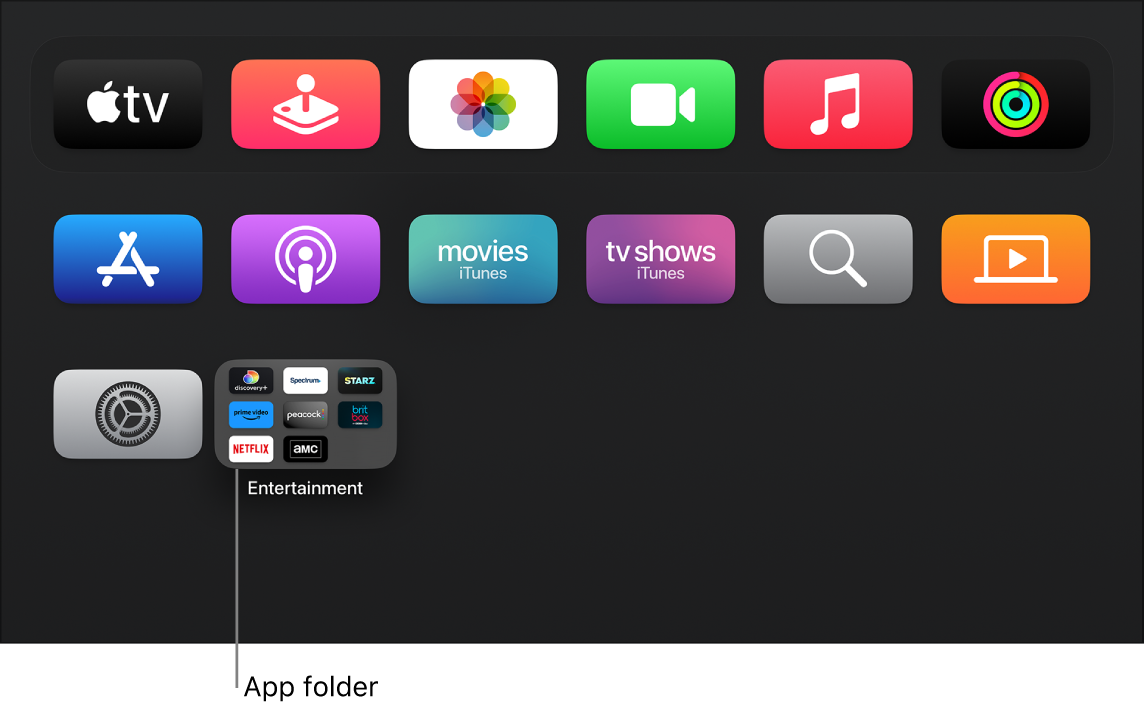 tv
movies
iTunes
tv shows
iTunes
discovery+
Spectrum
STARZ
prime video
peacock
brit
box
NETFLIX
aMC
Entertainment
App folder